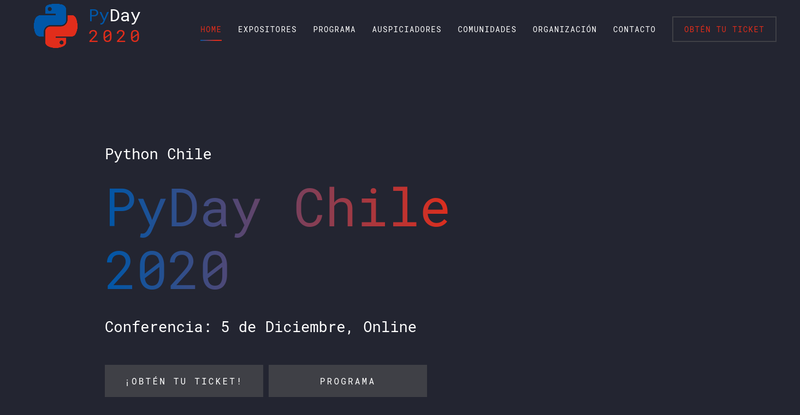 PyDay
2020
HOME EXPOSITORES PROGRAMA AUSPICIADORES COMUNIDADES ORGANIZACIÓN CONTACTO OBTÉN TU TICKET
Python Chile
PyDay Chile
2020
Conferencia: 5 de Diciembre, Online
¡OBTÉN TU TICKET! PROGRAMA